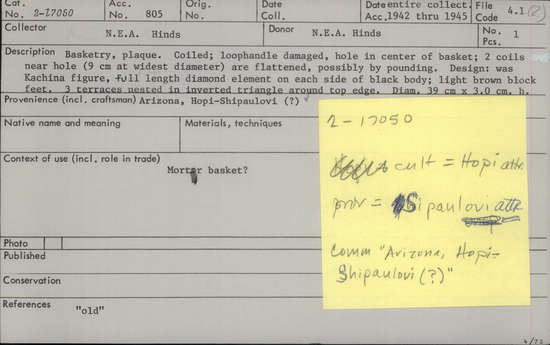 Cat. No. 2-17050 Acc. No. 805 Orig. No. Date Coll. Date entire collect. Acc. 1942 thru 1945 File Code 4.1 (2)
Collector N.E.A. Hinds Donor N.E.A. Hinds No. Pcs. 1
Description Basketry, plaque. Coiled; loophandle damaged, hole in center of basket; 2 coils
near hole (9 cm at widest diameter) are flattened, possibly by pounding. Design: was
Kachina figure, full length diamond element on each side of black body; light brown block
feet. 3 terraces nested in inverted triangle around top edge. Diam. 39 cm x 3.0 cm. h.
Provenience (incl. craftsman) Arizona, Hopi-Shipaulovi (?)
Native name and meaning
Materials, techniques
Context of use (incl. role in trade)
Mortar basket?
Photo
Published
Conservation
References "old"
4/72
2-17050
cult = Hopi attr.
prov = Sipaulovi attr
comm "Arizona, Hopi-
Shipaulovi (?)"